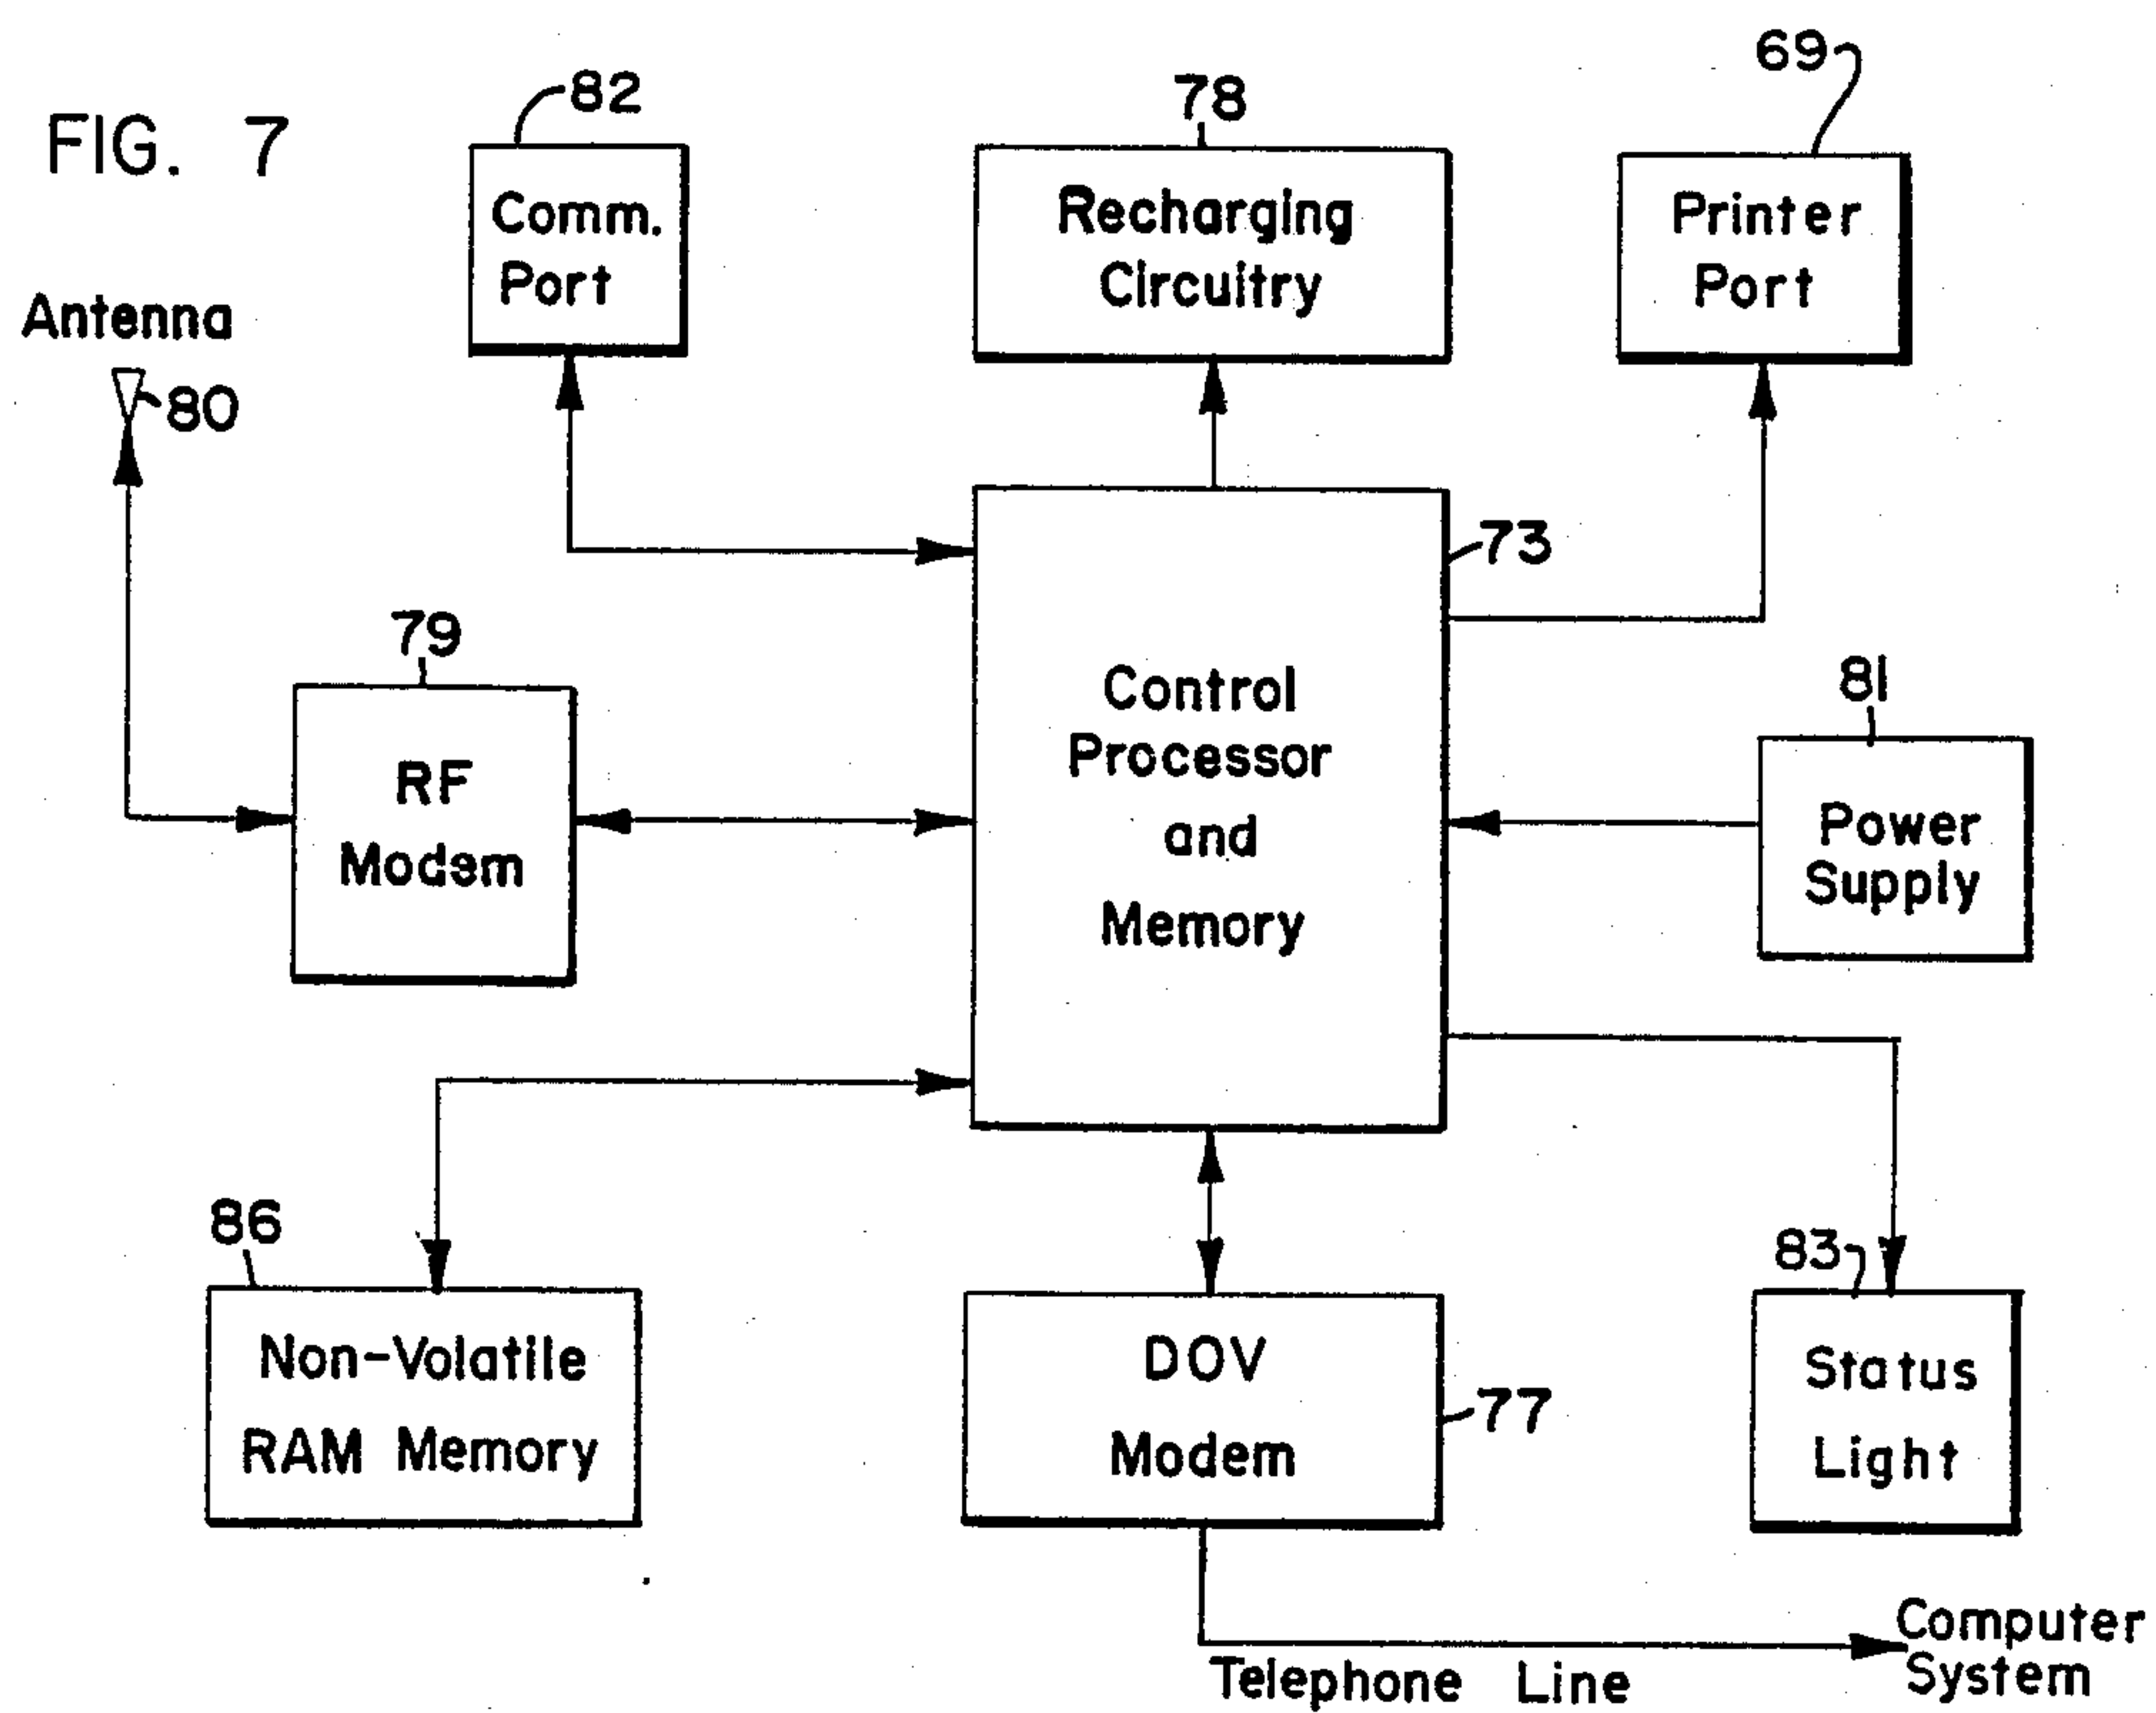 FIG. 7
82
Comm.
Port
78
Recharging
Circuitry
69
Printer
Port
Antenna
80
73
Control
Processor
and
Memory
79
RF
Modem
81
Power
Supply
86
Non-Volatile
RAM Memory
DOV
Modem
77
83
Status
Light
Telephone Line
Computer
System